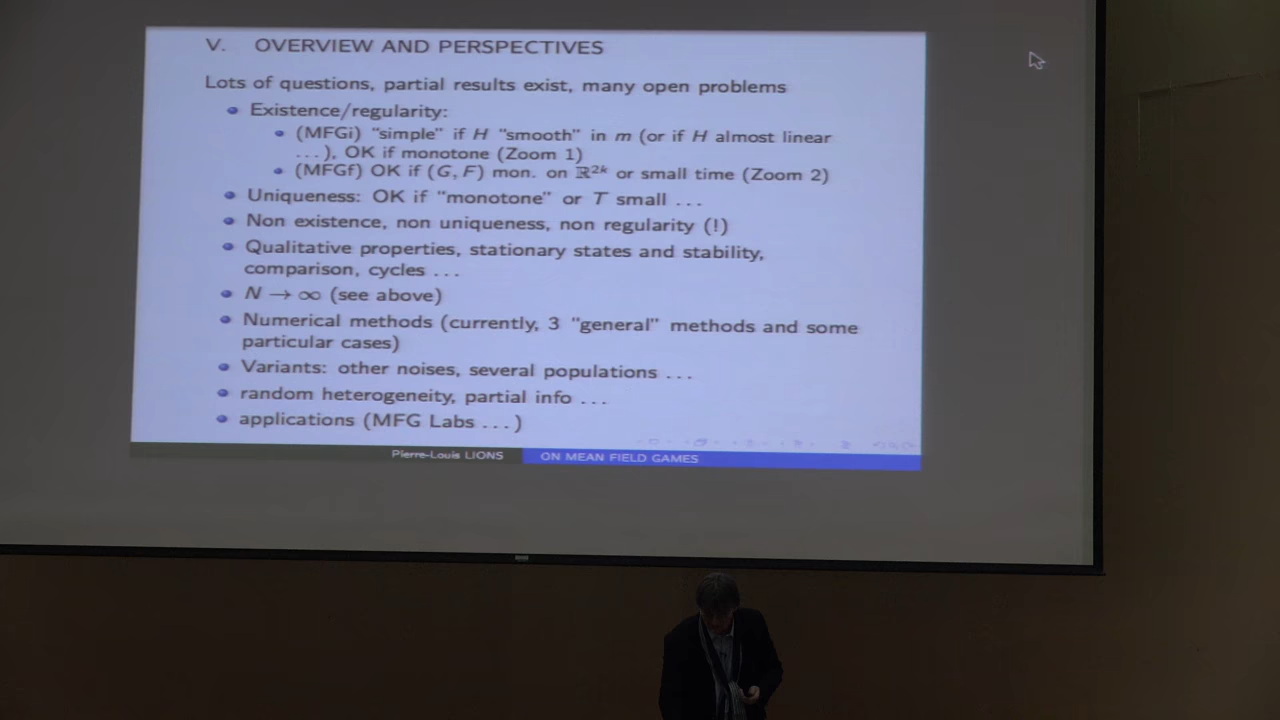 V. OVERVIEW AND PERSPECTIVES
Lots of questions, partial results exist, many open problems
• Existence/regularity:
• (MFGi) "simple" if H "smooth" in m (or if H almost linear
...), OK if monotone (Zoom 1)
• (MFGf) OK if (G, F) mon. on ℝ²ᵏ or small time (Zoom 2)
• Uniqueness: OK if "monotone" or T small ...
• Non existence, non uniqueness, non regularity (!)
• Qualitative properties, stationary states and stability,
comparison, cycles ...
• N → ∞ (see above)
• Numerical methods (currently, 3 "general" methods and some
particular cases)
• Variants: other noises, several populations ...
• random heterogeneity, partial info ...
• applications (MFG Labs ...)
Pierre-Louis LIONS ON MEAN FIELD GAMES